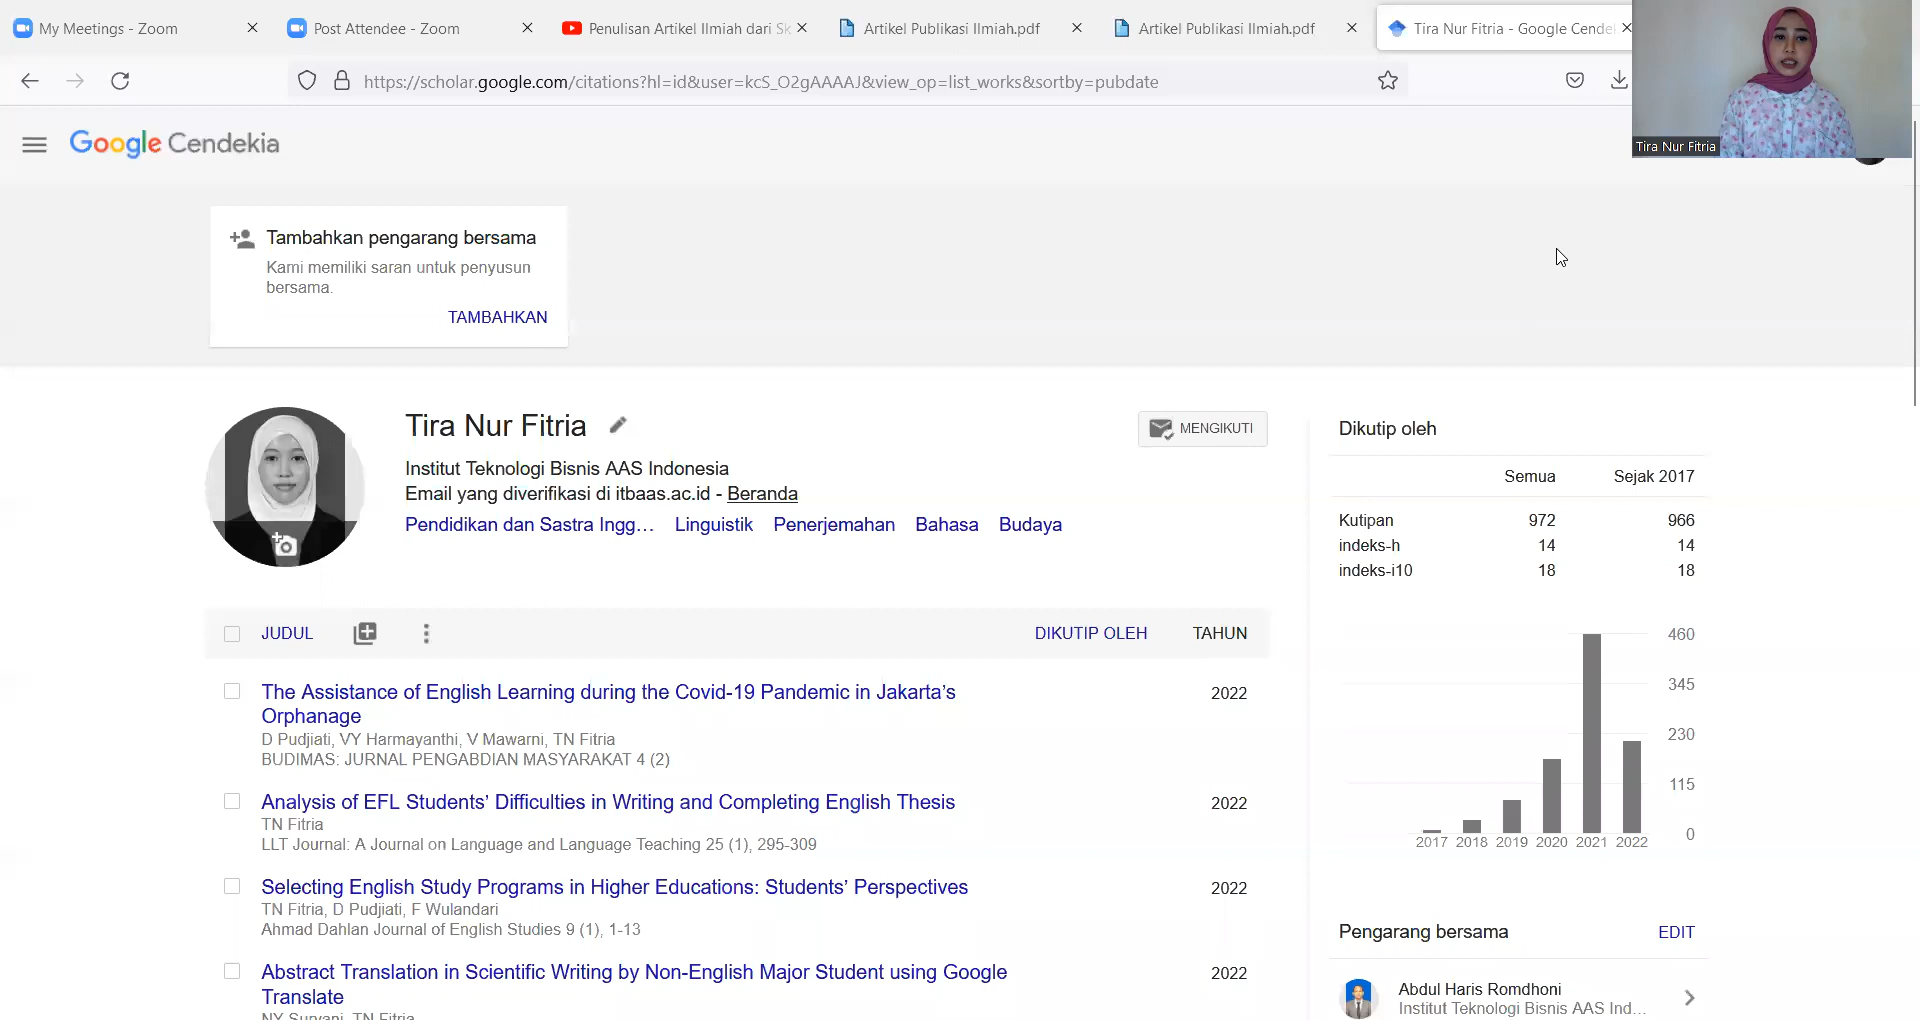 My Meetings - Zoom
Post Attendee - Zoom
Penulisan Artikel Ilmiah dari Sk
Artikel Publikasi Ilmiah.pdf
Artikel Publikasi Ilmiah.pdf
Tira Nur Fitria - Google Cendek
https://scholar.google.com/citations?hl=id&user=kcS_O2gAAAAJ&view_op=list_works&sortby=pubdate
Tira Nur Fitria
Google Cendekia
Tambahkan pengarang bersama
Kami memiliki saran untuk penyusun
bersama.
TAMBAHKAN
Tira Nur Fitria
MENGIKUTI
Institut Teknologi Bisnis AAS Indonesia
Email yang diverifikasi di itbaas.ac.id - Beranda
Pendidikan dan Sastra Ingg… Linguistik Penerjemahan Bahasa Budaya
JUDUL DIKUTIP OLEH TAHUN
The Assistance of English Learning during the Covid-19 Pandemic in Jakarta’s 2022
Orphanage
D Pudjiati, VY Harmayanthi, V Mawarni, TN Fitria
BUDIMAS: JURNAL PENGABDIAN MASYARAKAT 4 (2)
Analysis of EFL Students’ Difficulties in Writing and Completing English Thesis 2022
TN Fitria
LLT Journal: A Journal on Language and Language Teaching 25 (1), 295-309
Selecting English Study Programs in Higher Educations: Students’ Perspectives 2022
TN Fitria, D Pudjiati, F Wulandari
Ahmad Dahlan Journal of English Studies 9 (1), 1-13
Abstract Translation in Scientific Writing by Non-English Major Student using Google 2022
Translate
NY Suryani, TN Fitria
Dikutip oleh
Semua Sejak 2017
Kutipan 972 966
indeks-h 14 14
indeks-i10 18 18
460
345
230
115
0
2017 2018 2019 2020 2021 2022
Pengarang bersama EDIT
Abdul Haris Romdhoni
Institut Teknologi Bisnis AAS Ind…